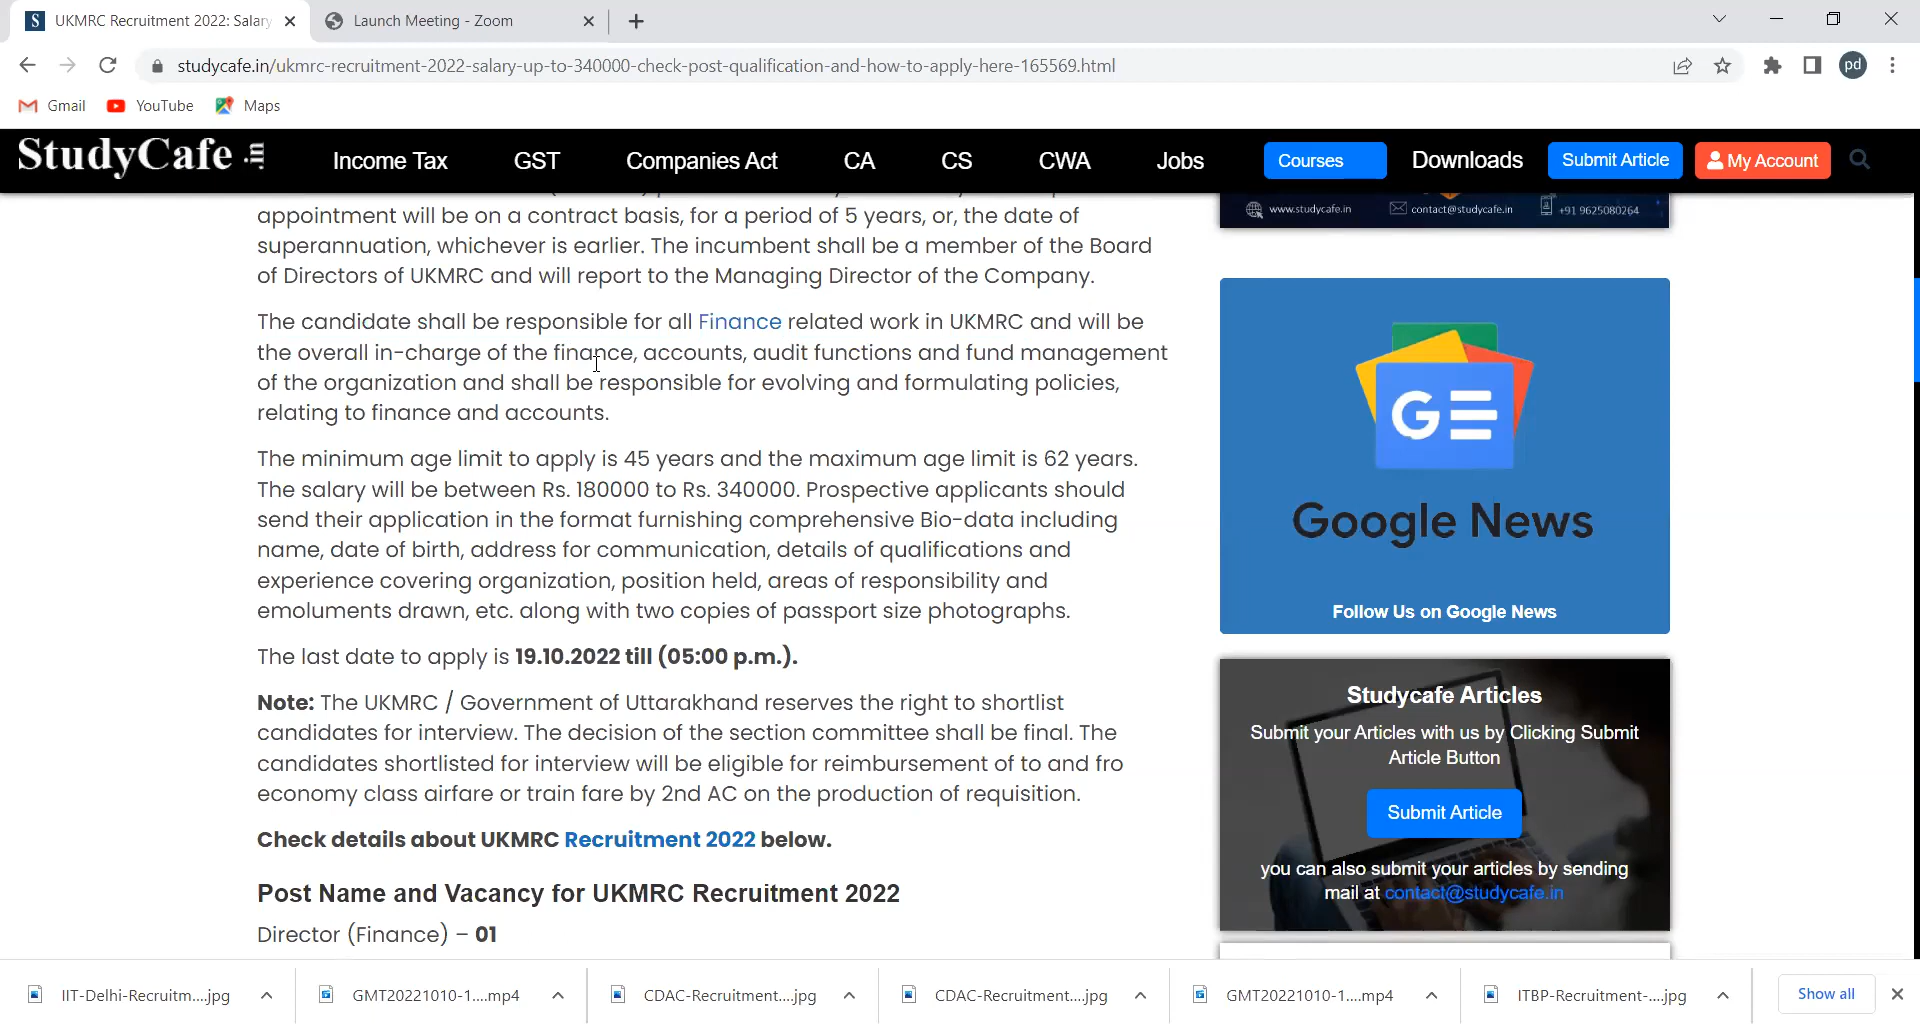 UKMRC Recruitment 2022: Salary
Launch Meeting - Zoom
studycafe.in/ukmrc-recruitment-2022-salary-up-to-340000-check-post-qualification-and-how-to-apply-here-165569.html
pd
Gmail
YouTube
Maps
StudyCafe .in
Income Tax
GST
Companies Act
CA
CS
CWA
Jobs
Courses
Downloads
Submit Article
My Account
appointment will be on a contract basis, for a period of 5 years, or, the date of
superannuation, whichever is earlier. The incumbent shall be a member of the Board
of Directors of UKMRC and will report to the Managing Director of the Company.
The candidate shall be responsible for all Finance related work in UKMRC and will be
the overall in-charge of the finance, accounts, audit functions and fund management
of the organization and shall be responsible for evolving and formulating policies,
relating to finance and accounts.
The minimum age limit to apply is 45 years and the maximum age limit is 62 years.
The salary will be between Rs. 180000 to Rs. 340000. Prospective applicants should
send their application in the format furnishing comprehensive Bio-data including
name, date of birth, address for communication, details of qualifications and
experience covering organization, position held, areas of responsibility and
emoluments drawn, etc. along with two copies of passport size photographs.
The last date to apply is 19.10.2022 till (05:00 p.m.).
Note: The UKMRC / Government of Uttarakhand reserves the right to shortlist
candidates for interview. The decision of the section committee shall be final. The
candidates shortlisted for interview will be eligible for reimbursement of to and fro
economy class airfare or train fare by 2nd AC on the production of requisition.
Check details about UKMRC Recruitment 2022 below.
Post Name and Vacancy for UKMRC Recruitment 2022
Director (Finance) – 01
www.studycafe.in
contact@studycafe.in
+91 9625080264
Google News
Follow Us on Google News
Studycafe Articles
Submit your Articles with us by Clicking Submit
Article Button
Submit Article
you can also submit your articles by sending
mail at contact@studycafe.in
IIT-Delhi-Recruitm....jpg
GMT20221010-1....mp4
CDAC-Recruitment....jpg
CDAC-Recruitment....jpg
GMT20221010-1....mp4
ITBP-Recruitment-....jpg
Show all